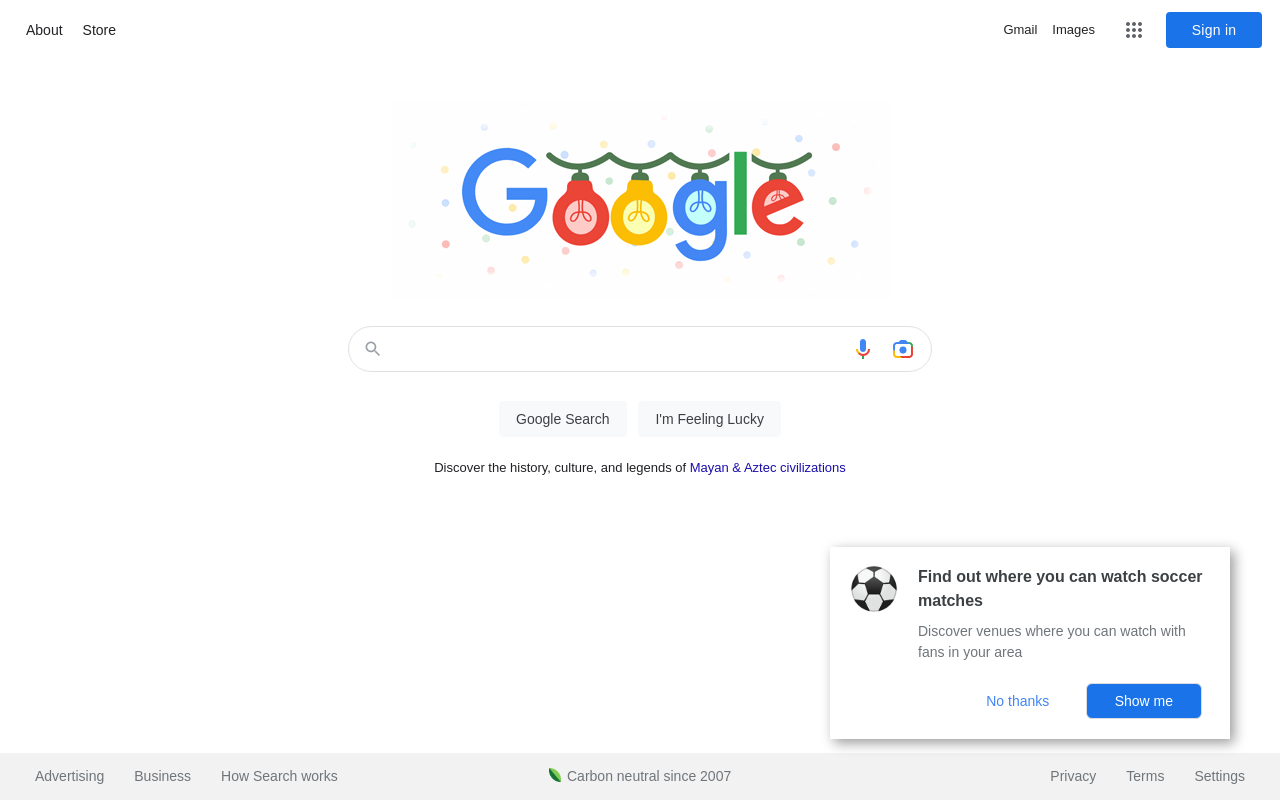 About Store Gmail Images Sign in
Google
Google Search I'm Feeling Lucky
Discover the history, culture, and legends of Mayan & Aztec civilizations
Find out where you can watch soccer
matches
Discover venues where you can watch with
fans in your area
No thanks Show me
Advertising Business How Search works Carbon neutral since 2007 Privacy Terms Settings